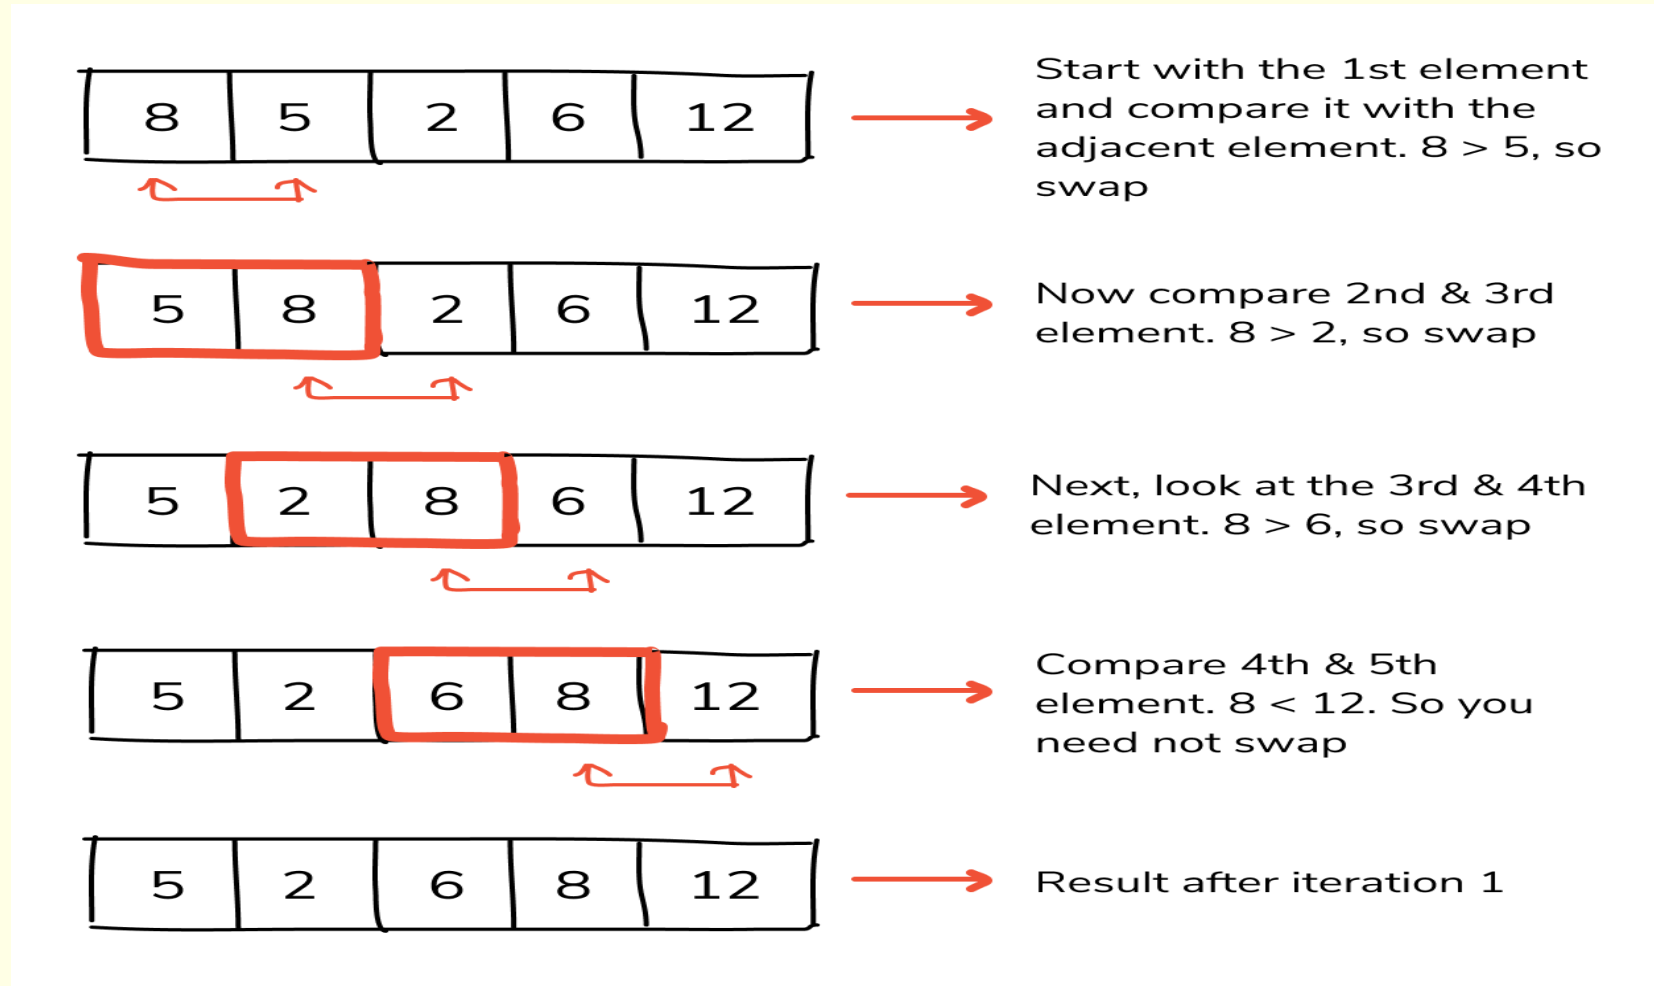 8 5 2 6 12
Start with the 1st element
and compare it with the
adjacent element. 8 > 5, so
swap
5 8 2 6 12
Now compare 2nd & 3rd
element. 8 > 2, so swap
5 2 8 6 12
Next, look at the 3rd & 4th
element. 8 > 6, so swap
5 2 6 8 12
Compare 4th & 5th
element. 8 < 12. So you
need not swap
5 2 6 8 12
Result after iteration 1